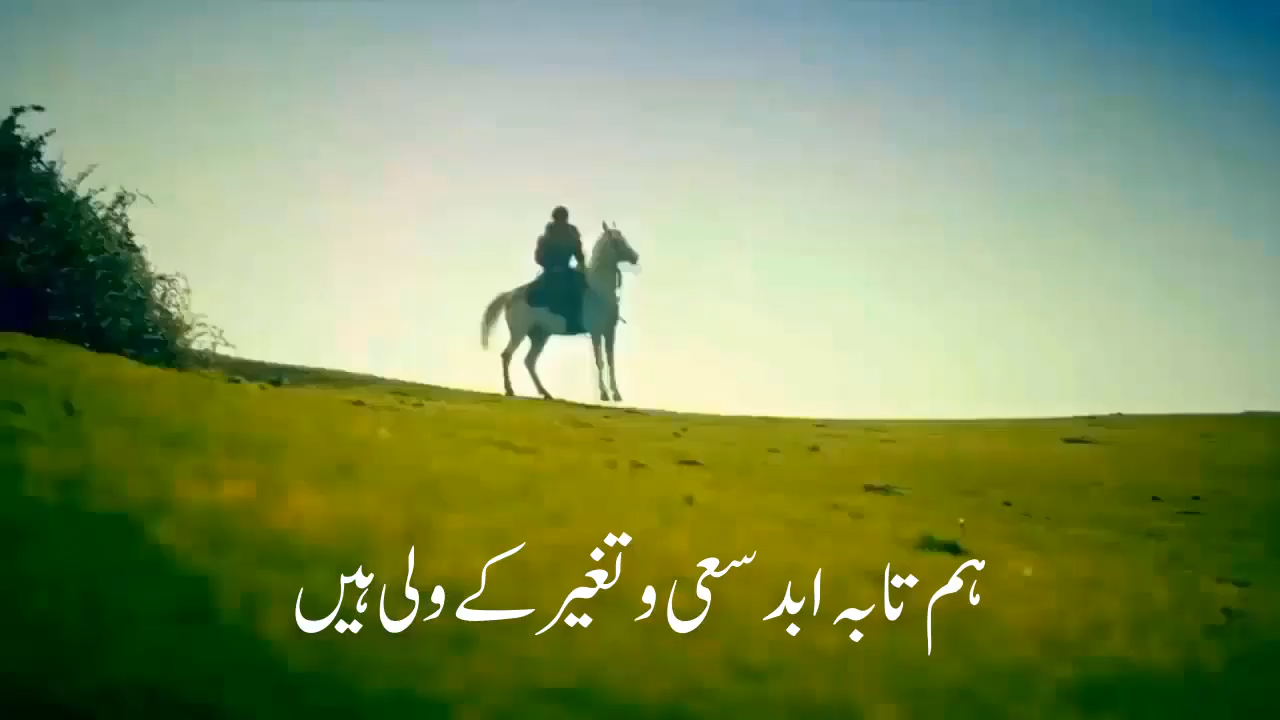 ہم تا بہ ابد سعی و تغیر کے ولی ہیں